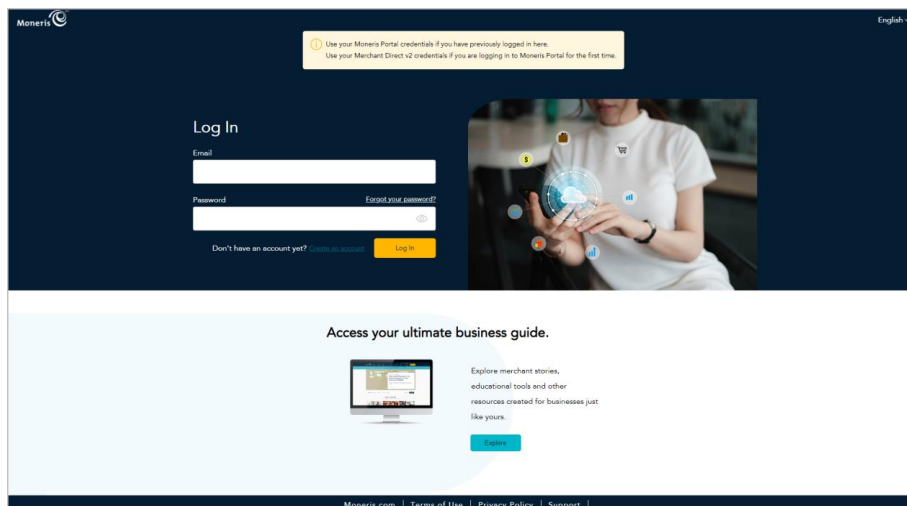 Moneris
English
Use your Moneris Portal credentials if you have previously logged in here.
Use your Merchant Direct v2 credentials if you are logging in to Moneris Portal for the first time.
Log In
Email
Password
Forgot your password?
Don't have an account yet? Create an account
Log In
Access your ultimate business guide.
Explore merchant stories,
educational tools and other
resources created for businesses just
like yours.
Explore
Moneris.com | Terms of Use | Privacy Policy | Support |